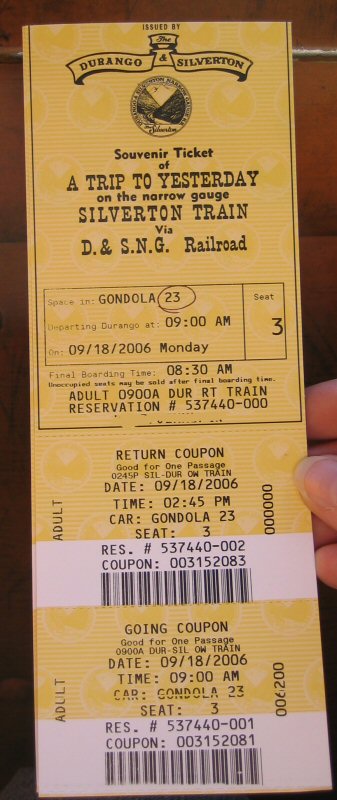 ISSUED BY
The
DURANGO & SILVERTON
Souvenir Ticket
of
A TRIP TO YESTERDAY
on the narrow gauge
SILVERTON TRAIN
Via
D.& S.N.G. Railroad
Space in: GONDOLA 23
Seat
Departing Durango at: 09:00 AM
3
On: 09/18/2006 Monday
Final Boarding Time: 08:30 AM
Unoccupied seats may be sold after final boarding time.
ADULT 0900A DUR RT TRAIN
RESERVATION # 537440-000
RETURN COUPON
Good for One Passage
0245P SIL-DUR OW TRAIN
DATE: 09/18/2006
TIME: 02:45 PM
CAR: GONDOLA 23
SEAT: 3
ADULT
000000
RES. # 537440-002
COUPON: 003152083
GOING COUPON
Good for One Passage
0900A DUR-SIL OW TRAIN
DATE: 09/18/2006
TIME: 09:00 AM
CAR: GONDOLA 23
SEAT: 3
ADULT
006200
RES. # 537440-001
COUPON: 003152081